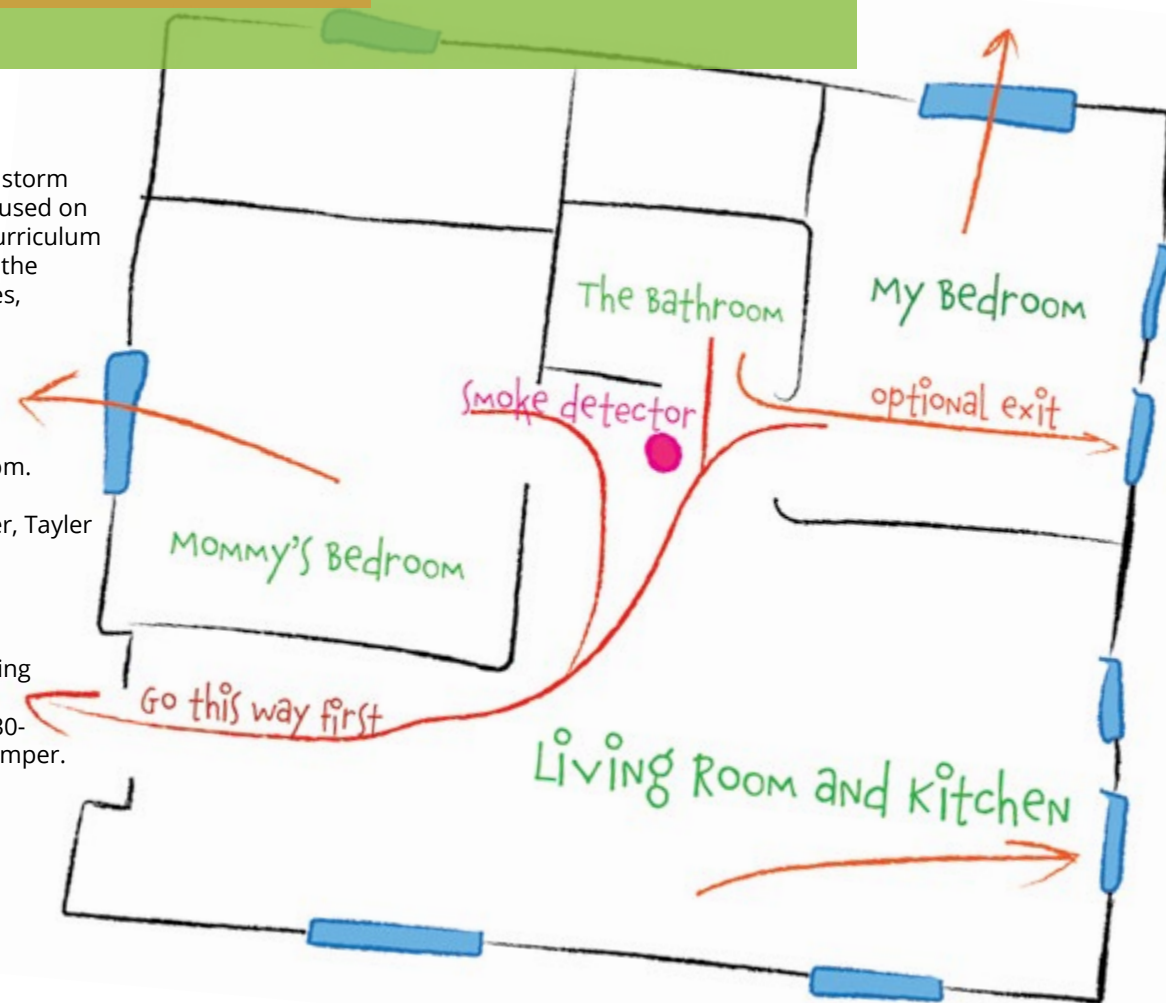 storm
used on
urriculum
the
es,
om.
er, Tayler
ing
30-
mper.
The Bathroom
My Bedroom
Smoke detector
optional exit
Mommy's Bedroom
Go this way first
Living Room and Kitchen